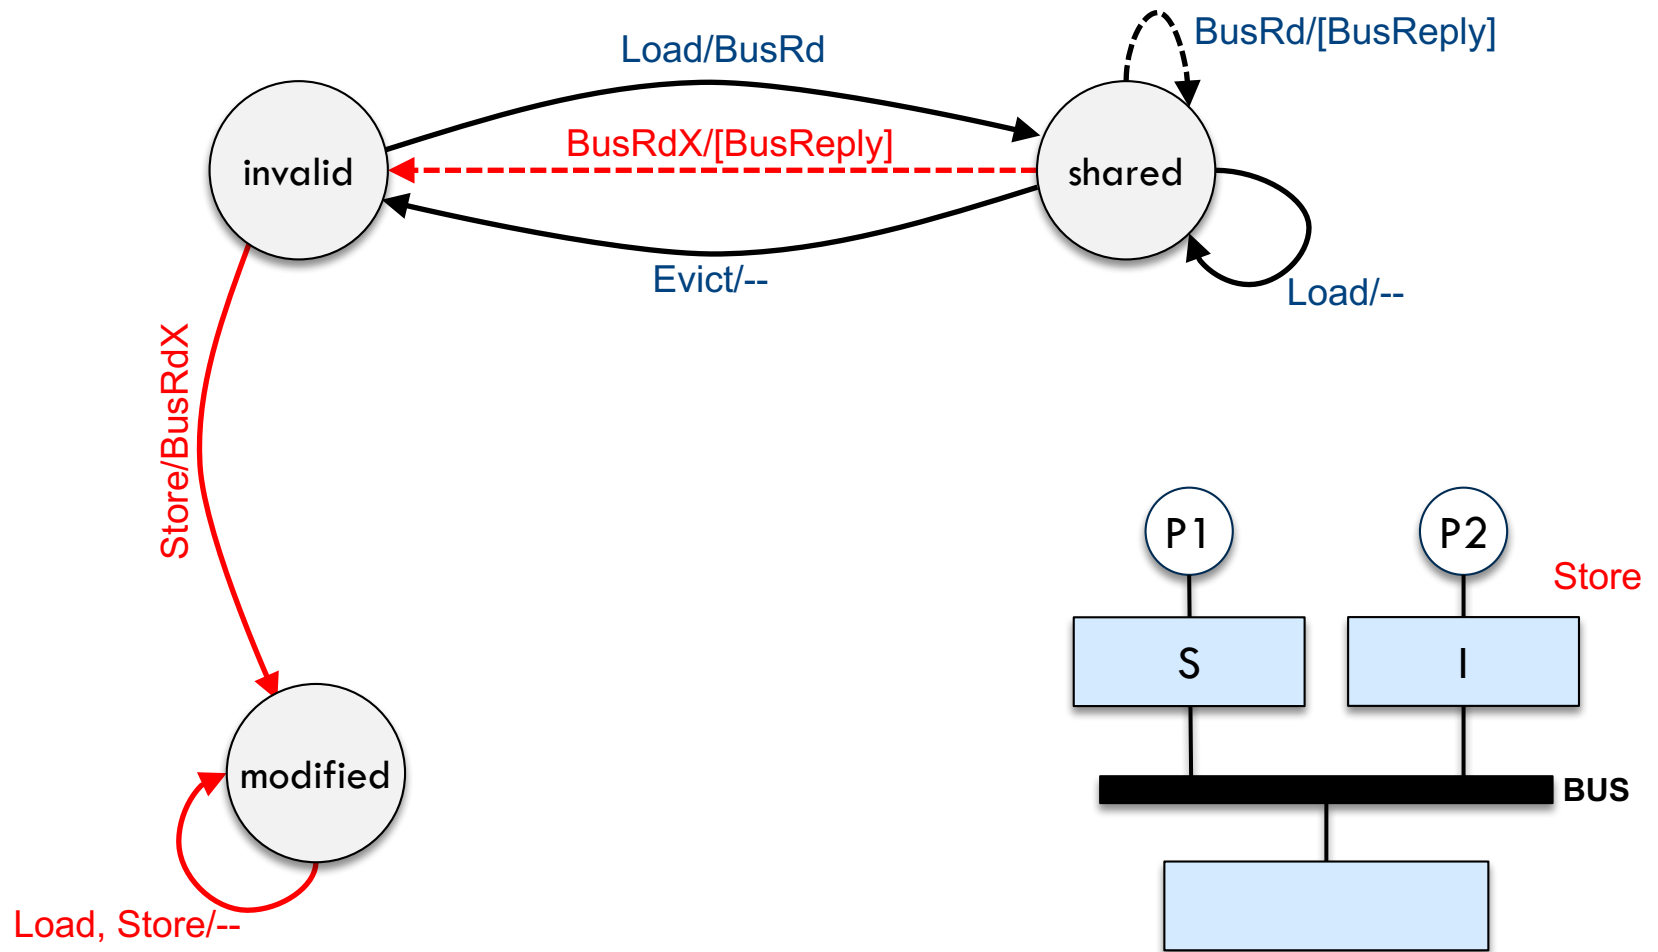 BusRd/[BusReply]
Load/BusRd
BusRdX/[BusReply]
invalid
shared
Evict/--
Load/--
Store/BusRdX
P1
P2
Store
S
I
modified
BUS
Load, Store/--